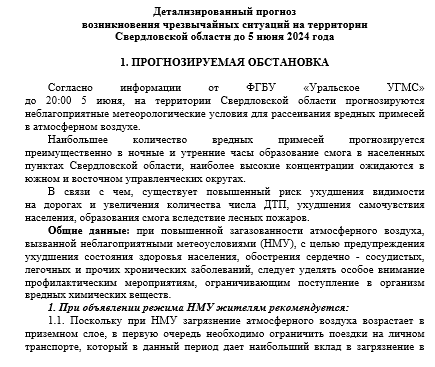 Детализированный прогноз
возникновения чрезвычайных ситуаций на территории
Свердловской области до 5 июня 2024 года
1. ПРОГНОЗИРУЕМАЯ ОБСТАНОВКА
Согласно информации от ФГБУ «Уральское УГМС»
до 20:00 5 июня, на территории Свердловской области прогнозируются
неблагоприятные метеорологические условия для рассеивания вредных примесей
в атмосферном воздухе.
Наибольшее количество вредных примесей прогнозируется
преимущественно в ночные и утренние часы образование смога в населенных
пунктах Свердловской области, наиболее высокие концентрации ожидаются в
южном и восточном управленческих округах.
В связи с чем, существует повышенный риск ухудшения видимости
на дорогах и увеличения количества числа ДТП, ухудшения самочувствия
населения, образования смога вследствие лесных пожаров.
Общие данные: при повышенной загазованности атмосферного воздуха,
вызванной неблагоприятными метеоусловиями (НМУ), с целью предупреждения
ухудшения состояния здоровья населения, обострения сердечно - сосудистых,
легочных и прочих хронических заболеваний, следует уделять особое внимание
профилактическим мероприятиям, ограничивающим поступление в организм
вредных химических веществ.
1. При объявлении режима НМУ жителям рекомендуется:
1.1. Поскольку при НМУ загрязнение атмосферного воздуха возрастает в
приземном слое, в первую очередь необходимо ограничить поездки на личном
транспорте, который в данный период дает наибольший вклад в загрязнение в